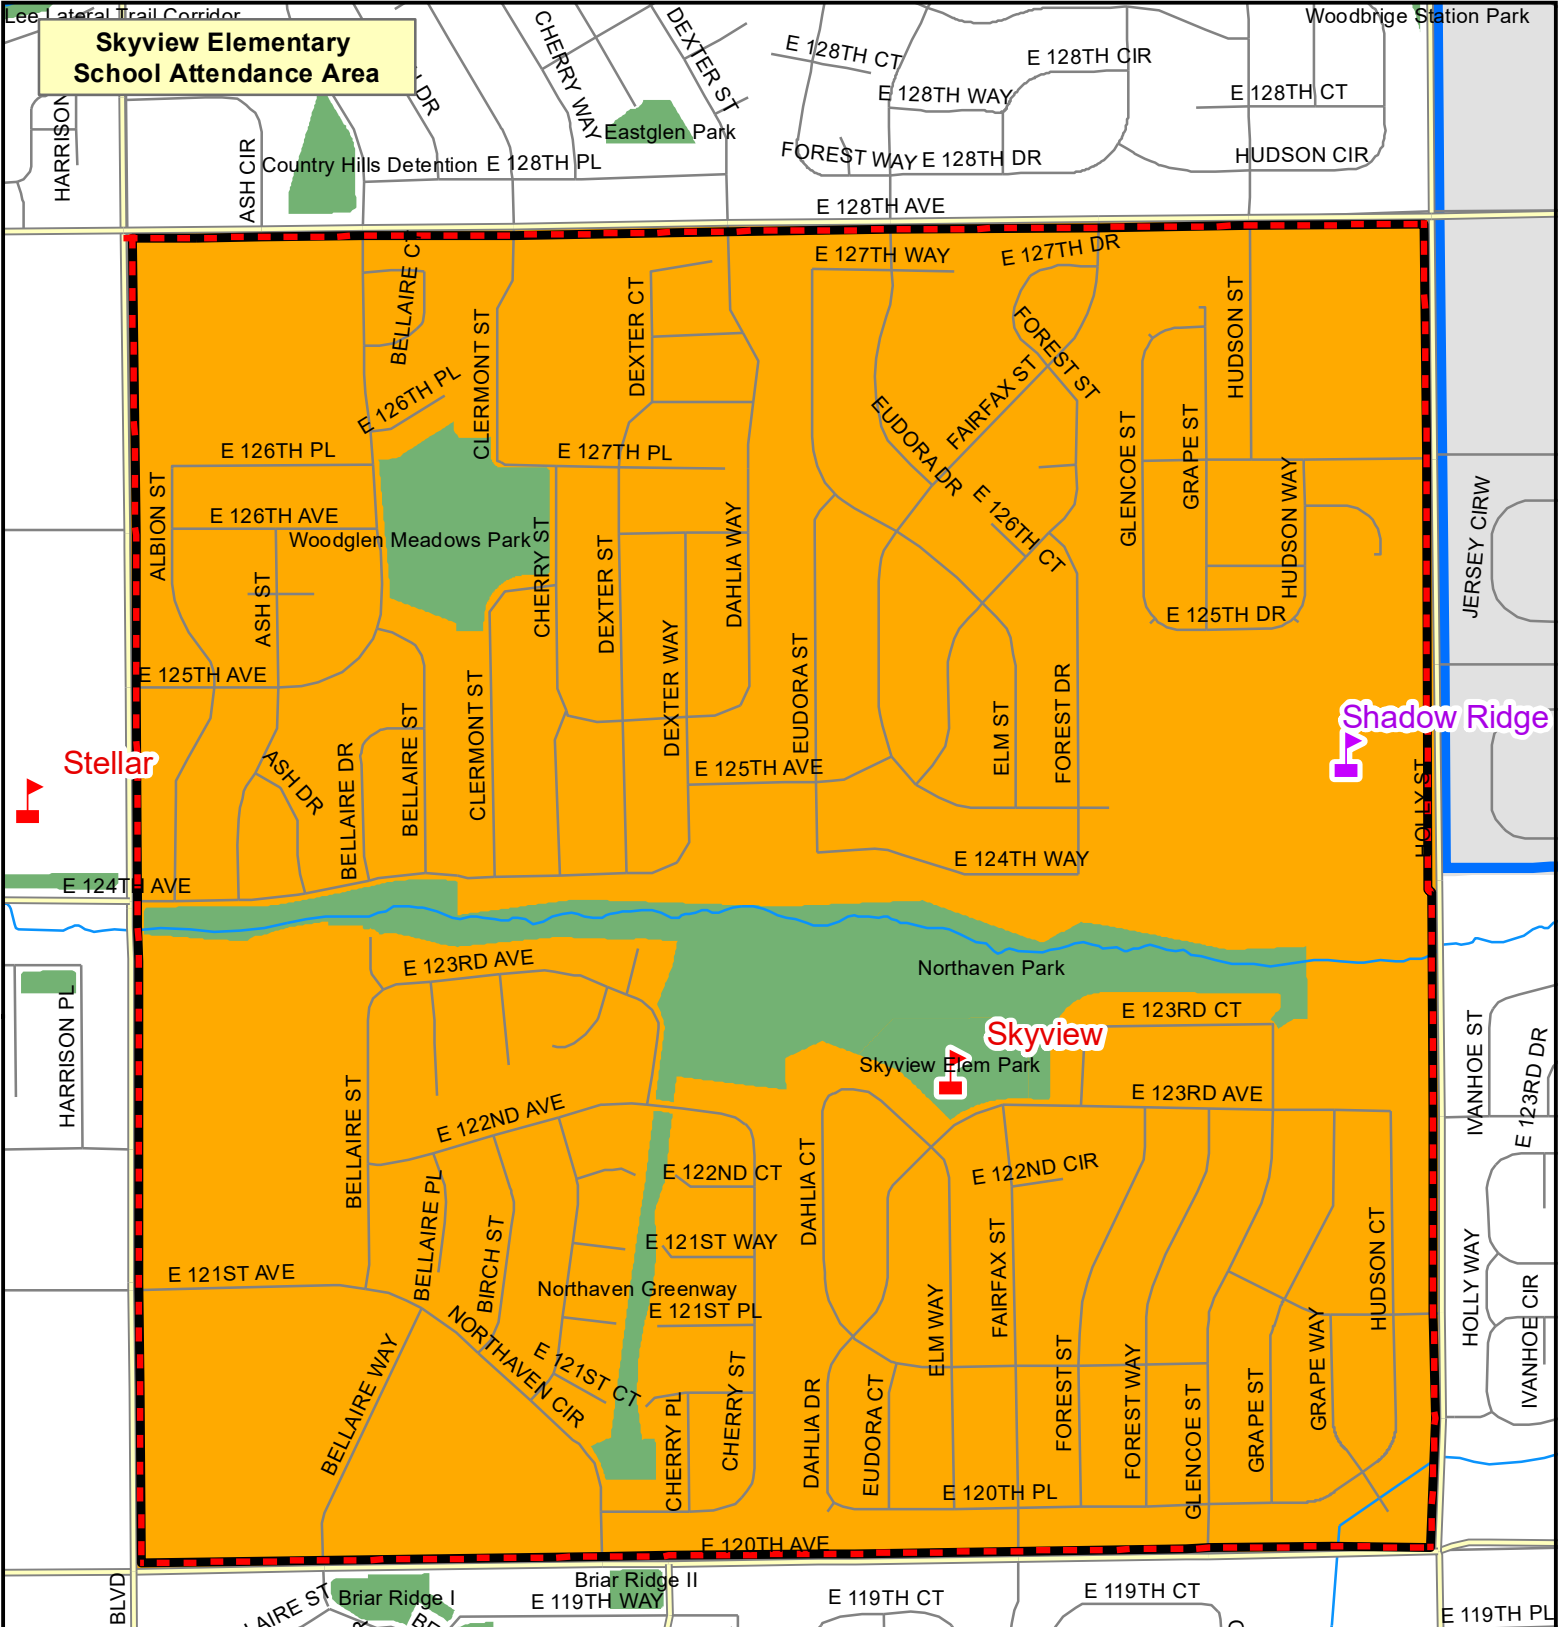 Lee Lateral Trail Corridor
Woodbrige Station Park
Skyview Elementary
School Attendance Area
CHERRY WAY
DEXTER ST
E 128TH CT
E 128TH CIR
E 128TH WAY
E 128TH CT
DR
HARRISON
ASH CIR
Eastglen Park
Country Hills Detention
E 128TH PL
FOREST WAY
E 128TH DR
HUDSON CIR
E 128TH AVE
BELLAIRE CT
E 127TH WAY
E 127TH DR
CLERMONT ST
DEXTER CT
FOREST ST
HUDSON ST
E 126TH PL
FAIRFAX ST
EUDORA DR
GLENCOE ST
GRAPE ST
E 126TH PL
E 127TH PL
ALBION ST
E 126TH AVE
Woodglen Meadows Park
CHERRY ST
DEXTER ST
DAHLIA WAY
E 126TH CT
HUDSON WAY
JERSEY CIRW
ASH ST
E 125TH DR
E 125TH AVE
CLERMONT ST
DEXTER WAY
EUDORA ST
ELM ST
FOREST DR
Shadow Ridge
Stellar
ASH DR
BELLAIRE DR
BELLAIRE ST
E 125TH AVE
HOLLY ST
E 124TH WAY
E 124TH AVE
E 123RD AVE
Northaven Park
HARRISON PL
E 123RD CT
Skyview
Skyview Elem Park
IVANHOE ST
E 123RD DR
E 123RD AVE
E 122ND AVE
BELLAIRE ST
BELLAIRE PL
E 122ND CT
DAHLIA CT
E 122ND CIR
BIRCH ST
E 121ST WAY
FAIRFAX ST
HUDSON CT
HOLLY WAY
E 121ST AVE
Northaven Greenway
E 121ST PL
ELM WAY
IVANHOE CIR
NORTHAVEN CIR
E 121ST CT
BELLAIRE WAY
CHERRY PL
CHERRY ST
DAHLIA DR
EUDORA CT
FOREST ST
FOREST WAY
GLENCOE ST
GRAPE ST
GRAPE WAY
E 120TH PL
E 120TH AVE
BLVD
Briar Ridge I
Briar Ridge II
LAIRE ST
E 119TH WAY
E 119TH CT
E 119TH CT
E 119TH PL